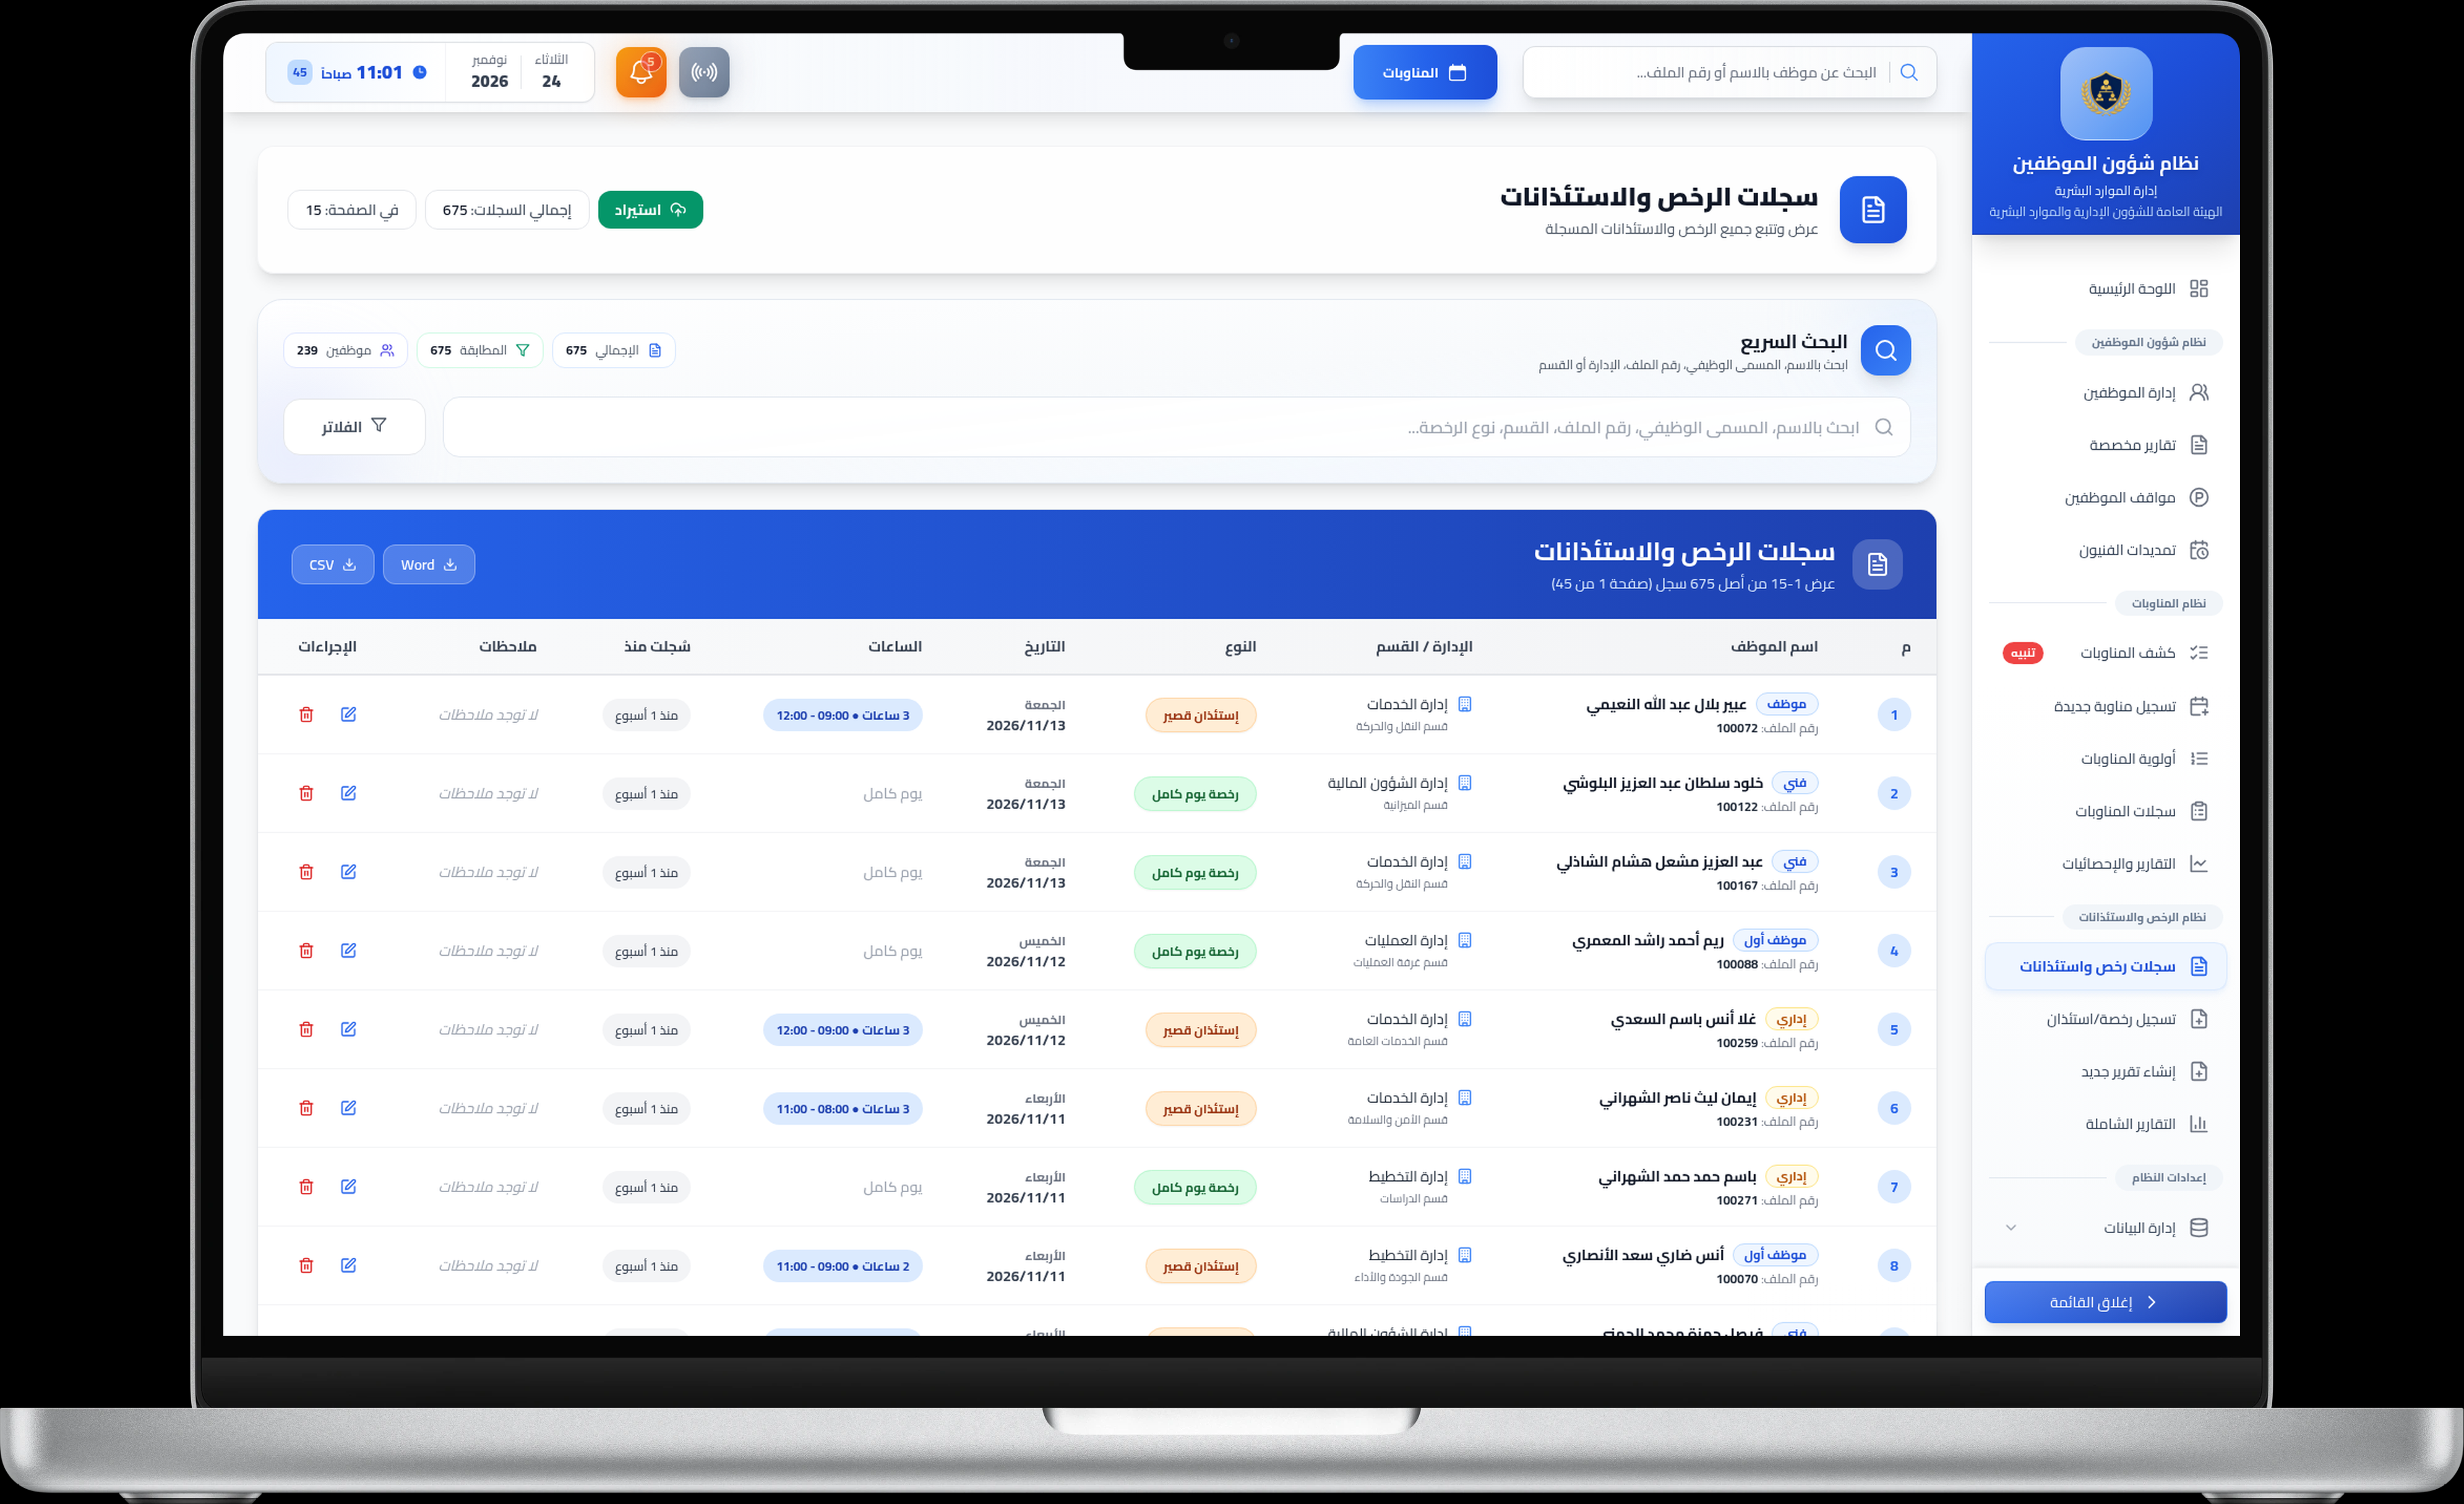 نظام شؤون الموظفين
إدارة الموارد البشرية
الهيئة العامة للشؤون الإدارية والموارد البشرية
اللوحة الرئيسية
نظام شؤون الموظفين
إدارة الموظفين
تقارير مخصصة
مواقف الموظفين
تمديدات الفنيون
نظام المناوبات
كشف المناوبات تنبيه
تسجيل مناوبة جديدة
أولوية المناوبات
سجلات المناوبات
التقارير والإحصائيات
نظام الرخص والاستئذانات
سجلات رخص واستئذانات
تسجيل رخصة/استئذان
إنشاء تقرير جديد
التقارير الشاملة
إعدادات النظام
إدارة البيانات
إغلاق القائمة
البحث عن موظف بالاسم أو رقم الملف...
المناوبات
5
الثلاثاء نوفمبر
24 2026
11:01 صباحاً 45
سجلات الرخص والاستئذانات
عرض وتتبع جميع الرخص والاستئذانات المسجلة
استيراد إجمالي السجلات: 675 في الصفحة: 15
البحث السريع
ابحث بالاسم، المسمى الوظيفي، رقم الملف، الإدارة أو القسم
الإجمالي 675 المطابقة 675 موظفين 239
ابحث بالاسم، المسمى الوظيفي، رقم الملف، القسم، نوع الرخصة...
الفلاتر
سجلات الرخص والاستئذانات
عرض 1-15 من أصل 675 سجل (صفحة 1 من 45)
Word CSV
م اسم الموظف الإدارة / القسم النوع التاريخ الساعات سُجلت منذ ملاحظات الإجراءات
1 موظف عبير بلال عبد الله النعيمي إدارة الخدمات إستئذان قصير الجمعة 3 ساعات • 09:00 - 12:00 منذ 1 أسبوع لا توجد ملاحظات
رقم الملف: 100072 قسم النقل والحركة 2026/11/13
2 فني خلود سلطان عبد العزيز البلوشي إدارة الشؤون المالية رخصة يوم كامل الجمعة يوم كامل منذ 1 أسبوع لا توجد ملاحظات
رقم الملف: 100122 قسم الميزانية 2026/11/13
3 فني عبد العزيز مشعل هشام الشاذلي إدارة الخدمات رخصة يوم كامل الجمعة يوم كامل منذ 1 أسبوع لا توجد ملاحظات
رقم الملف: 100167 قسم النقل والحركة 2026/11/13
4 موظف أول ريم أحمد راشد المعمري إدارة العمليات رخصة يوم كامل الخميس يوم كامل منذ 1 أسبوع لا توجد ملاحظات
رقم الملف: 100088 قسم غرفة العمليات 2026/11/12
5 إداري غلا أنس باسم السعدي إدارة الخدمات إستئذان قصير الخميس 3 ساعات • 09:00 - 12:00 منذ 1 أسبوع لا توجد ملاحظات
رقم الملف: 100259 قسم الخدمات العامة 2026/11/12
6 إداري إيمان ليث ناصر الشهراني إدارة الخدمات إستئذان قصير الأربعاء 3 ساعات • 08:00 - 11:00 منذ 1 أسبوع لا توجد ملاحظات
رقم الملف: 100231 قسم الأمن والسلامة 2026/11/11
7 إداري باسم حمد حمد الشهراني إدارة التخطيط رخصة يوم كامل الأربعاء يوم كامل منذ 1 أسبوع لا توجد ملاحظات
رقم الملف: 100271 قسم الدراسات 2026/11/11
8 موظف أول أنس ضاري سعد الأنصاري إدارة التخطيط إستئذان قصير الأربعاء 2 ساعات • 09:00 - 11:00 منذ 1 أسبوع لا توجد ملاحظات
رقم الملف: 100070 قسم الجودة والأداء 2026/11/11
فني فيصل حمزة محمد إدارة الشؤون المالية الأربعاء